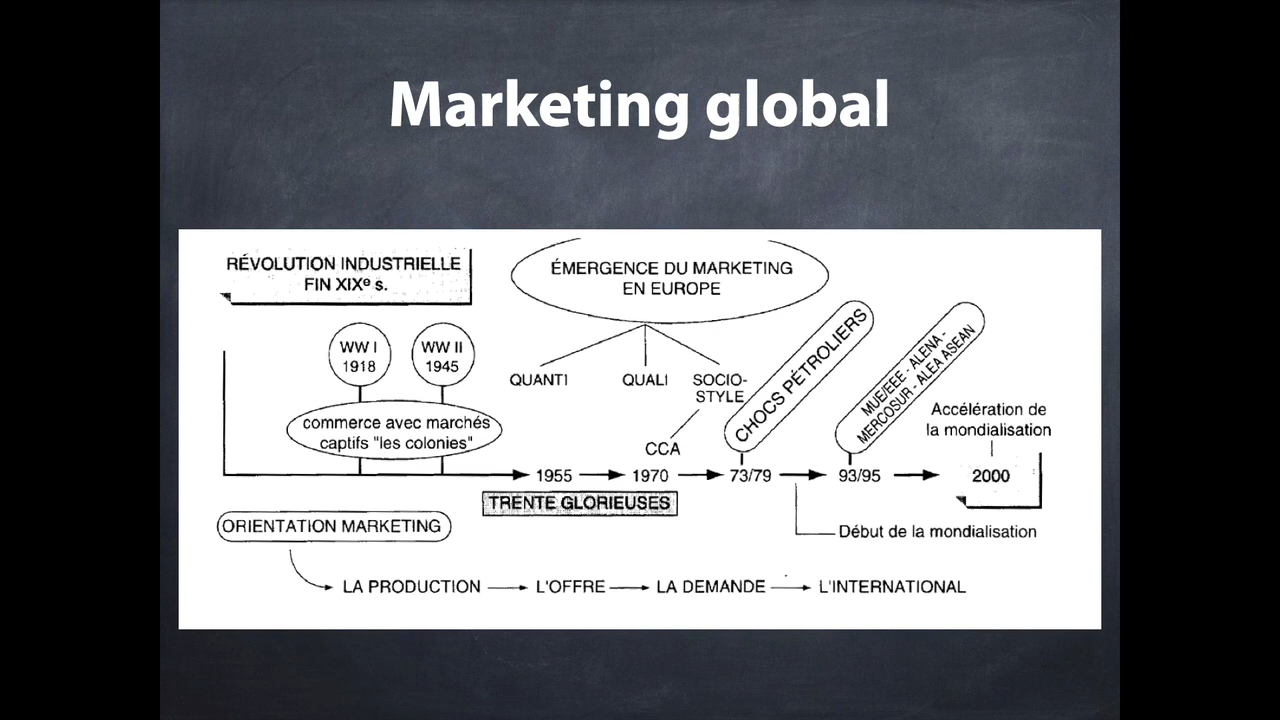 Marketing global
RÉVOLUTION INDUSTRIELLE
FIN XIXe s.
ÉMERGENCE DU MARKETING
EN EUROPE
WW I
1918
WW II
1945
QUANTI
QUALI
SOCIO-
STYLE
CHOCS PÉTROLIERS
MUE/EEE - ALENA -
MERCOSUR - ALEA ASEAN
commerce avec marchés
captifs "les colonies"
CCA
Accélération de
la mondialisation
1955
1970
73/79
93/95
2000
TRENTE GLORIEUSES
Début de la mondialisation
ORIENTATION MARKETING
LA PRODUCTION
L'OFFRE
LA DEMANDE
L'INTERNATIONAL